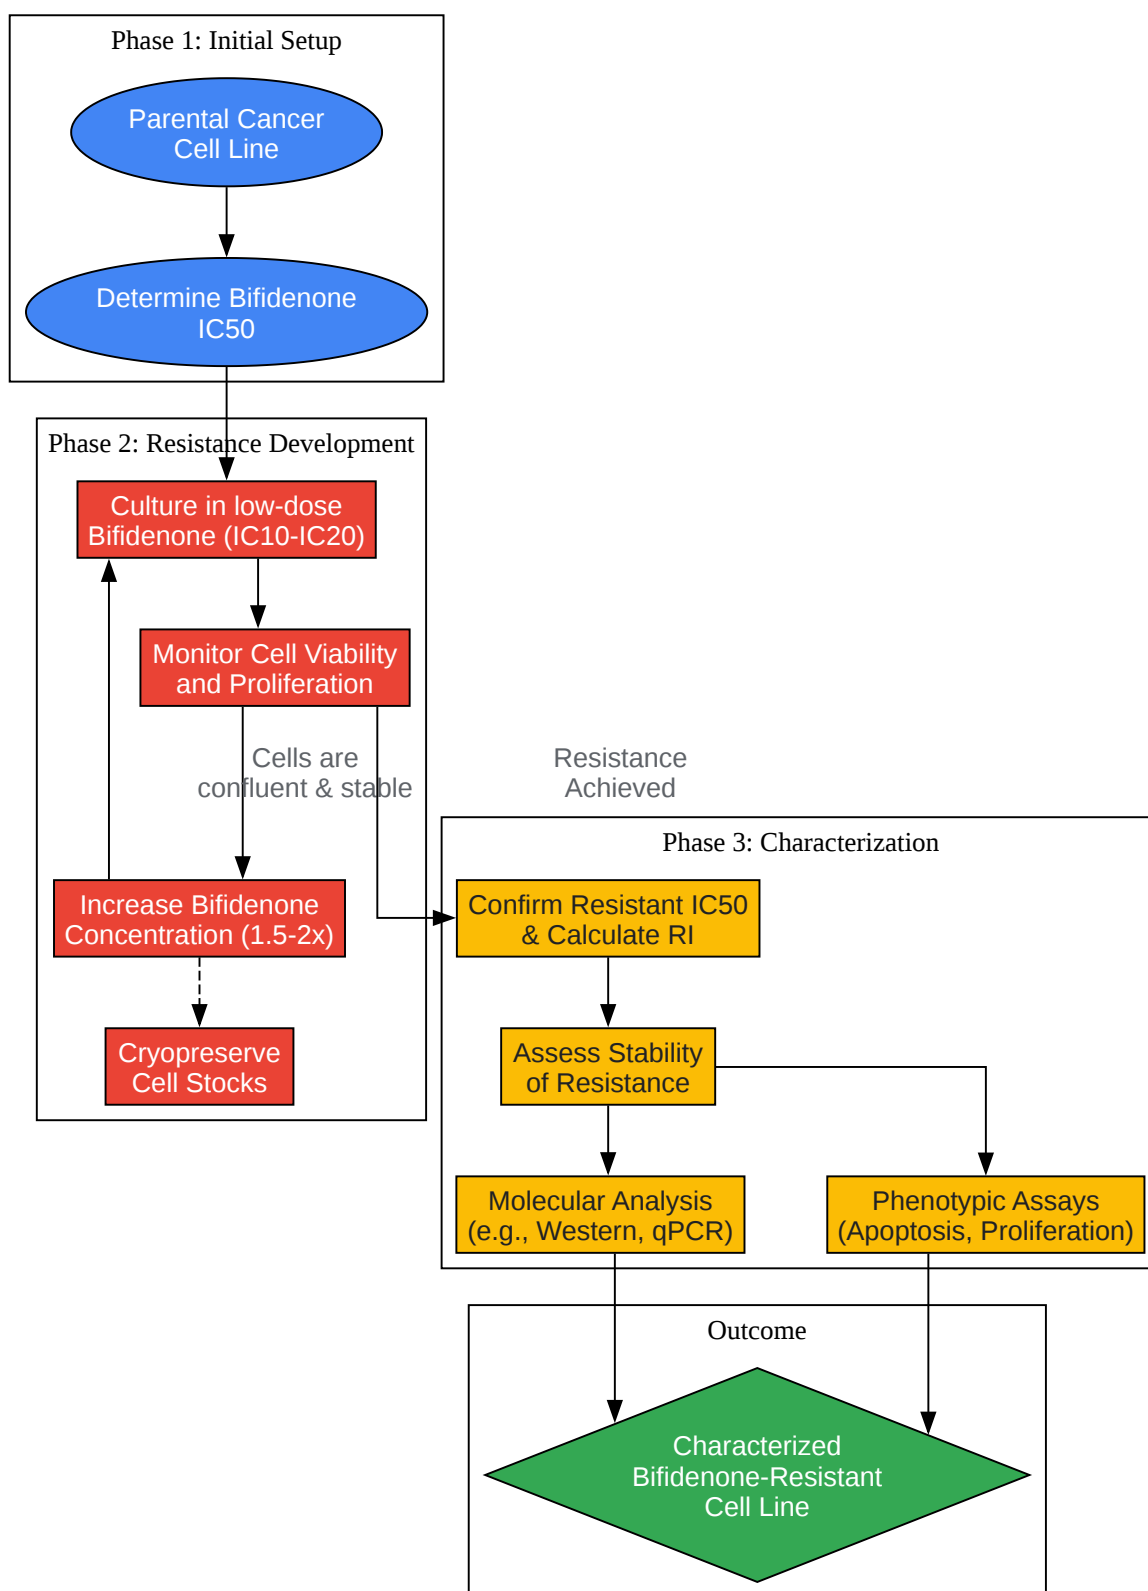 Phase 1: Initial Setup
Parental Cancer
Cell Line
Determine Bifidenone
IC50
Phase 2: Resistance Development
Culture in low-dose
Bifidenone (IC10-IC20)
Monitor Cell Viability
and Proliferation
Cells are
confluent & stable
Resistance
Achieved
Increase Bifidenone
Concentration (1.5-2x)
Cryopreserve
Cell Stocks
Phase 3: Characterization
Confirm Resistant IC50
& Calculate RI
Assess Stability
of Resistance
Molecular Analysis
(e.g., Western, qPCR)
Phenotypic Assays
(Apoptosis, Proliferation)
Outcome
Characterized
Bifidenone-Resistant
Cell Line